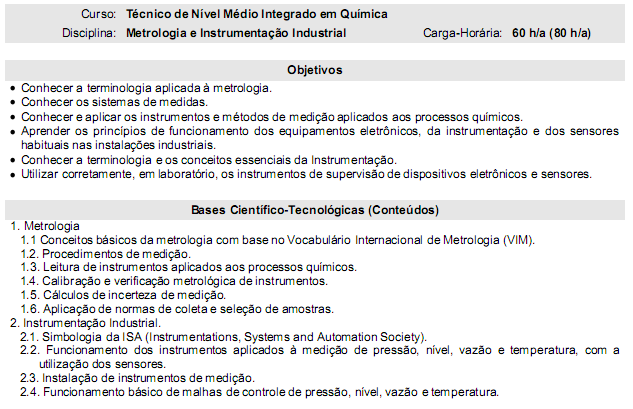 Curso: Técnico de Nível Médio Integrado em Química
Disciplina: Metrologia e Instrumentação Industrial Carga-Horária: 60 h/a (80 h/a)
Objetivos
• Conhecer a terminologia aplicada à metrologia.
• Conhecer os sistemas de medidas.
• Conhecer e aplicar os instrumentos e métodos de medição aplicados aos processos químicos.
• Aprender os princípios de funcionamento dos equipamentos eletrônicos, da instrumentação e dos sensores
habituais nas instalações industriais.
• Conhecer a terminologia e os conceitos essenciais da Instrumentação.
• Utilizar corretamente, em laboratório, os instrumentos de supervisão de dispositivos eletrônicos e sensores.
Bases Científico-Tecnológicas (Conteúdos)
1. Metrologia
1.1 Conceitos básicos da metrologia com base no Vocabulário Internacional de Metrologia (VIM).
1.2. Procedimentos de medição.
1.3. Leitura de instrumentos aplicados aos processos químicos.
1.4. Calibração e verificação metrológica de instrumentos.
1.5. Cálculos de incerteza de medição.
1.6. Aplicação de normas de coleta e seleção de amostras.
2. Instrumentação Industrial.
2.1. Simbologia da ISA (Instrumentations, Systems and Automation Society).
2.2. Funcionamento dos instrumentos aplicados à medição de pressão, nível, vazão e temperatura, com a
utilização dos sensores.
2.3. Instalação de instrumentos de medição.
2.4. Funcionamento básico de malhas de controle de pressão, nível, vazão e temperatura.